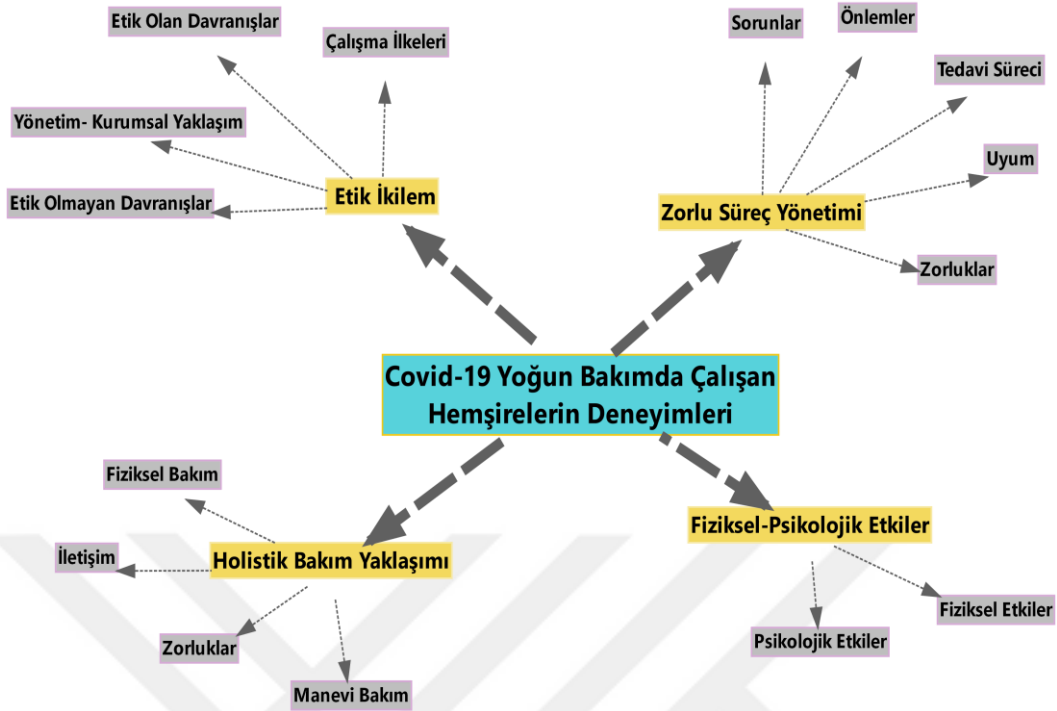 Etik Olan Davranışlar
Çalışma İlkeleri
Yönetim- Kurumsal Yaklaşım
Etik Olmayan Davranışlar
Etik İkilem
Sorunlar
Önlemler
Tedavi Süreci
Uyum
Zorlu Süreç Yönetimi
Zorluklar
Covid-19 Yoğun Bakımda Çalışan
Hemşirelerin Deneyimleri
Fiziksel Bakım
İletişim
Holistik Bakım Yaklaşımı
Zorluklar
Manevi Bakım
Fiziksel-Psikolojik Etkiler
Fiziksel Etkiler
Psikolojik Etkiler